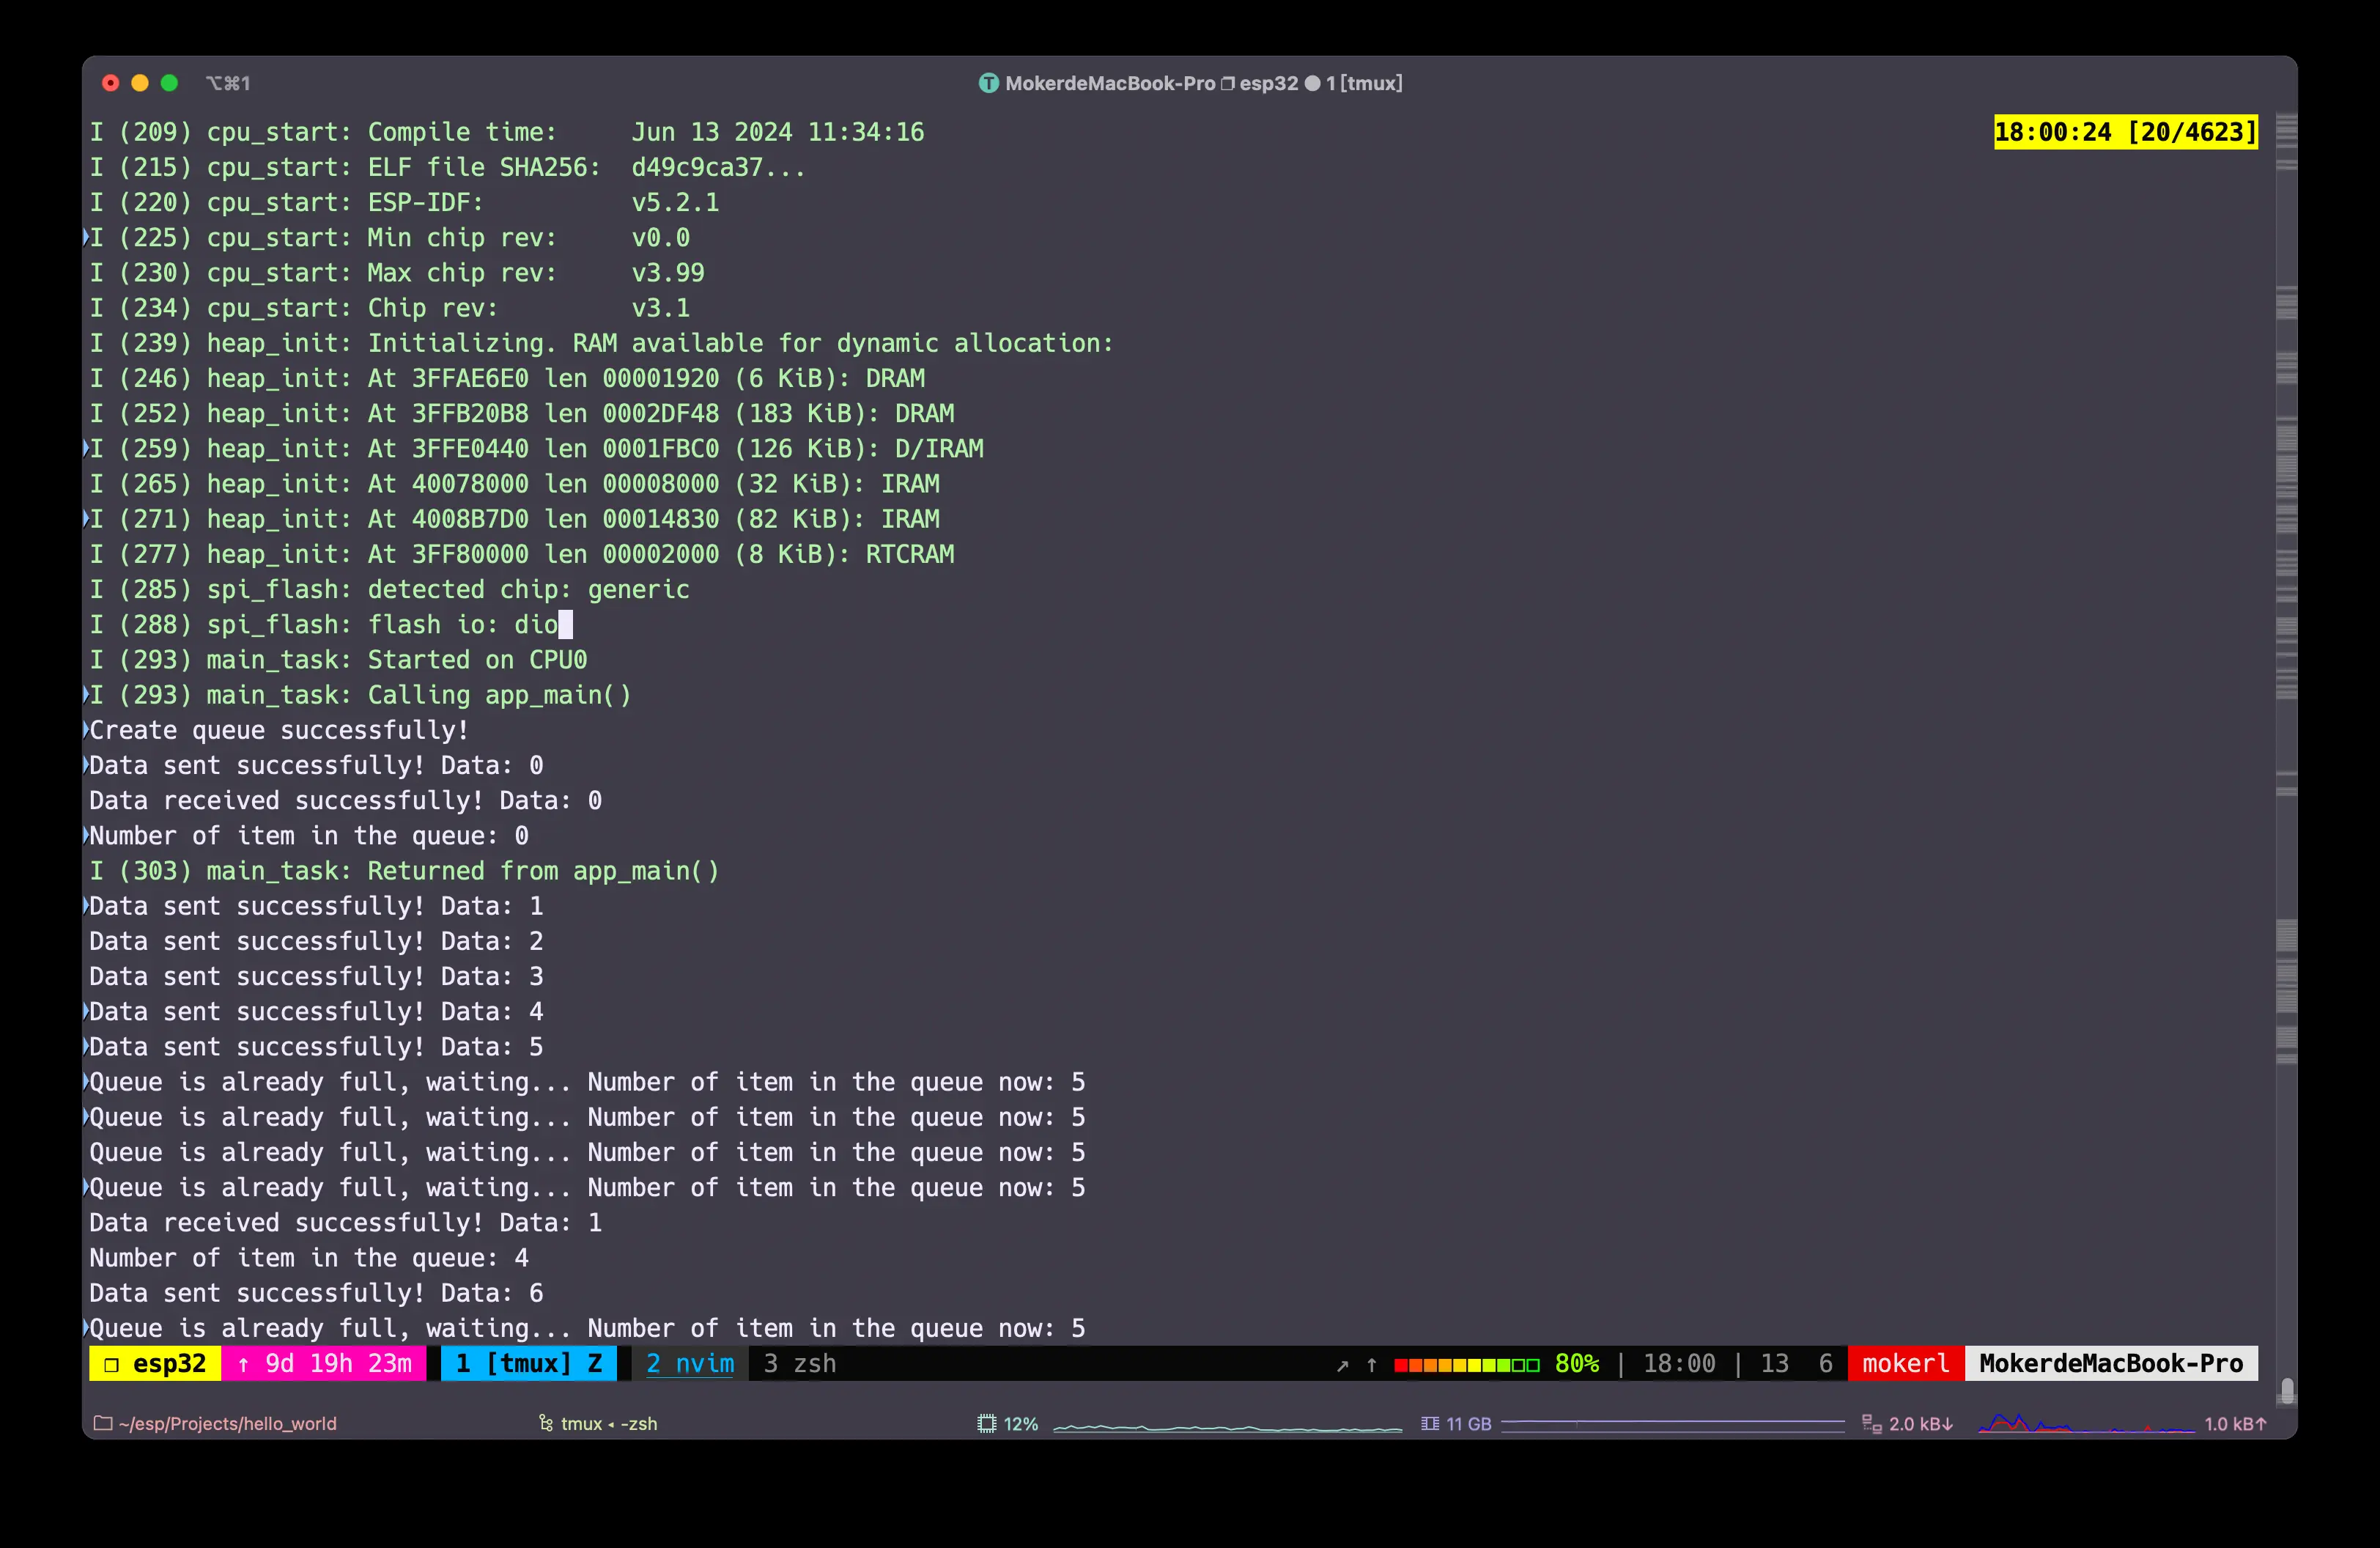 ⌥⌘1
MokerdeMacBook-Pro ❐ esp32 ● 1 [tmux]
I (209) cpu_start: Compile time:     Jun 13 2024 11:34:16
18:00:24 [20/4623]
I (215) cpu_start: ELF file SHA256:  d49c9ca37...
I (220) cpu_start: ESP-IDF:          v5.2.1
I (225) cpu_start: Min chip rev:     v0.0
I (230) cpu_start: Max chip rev:     v3.99
I (234) cpu_start: Chip rev:         v3.1
I (239) heap_init: Initializing. RAM available for dynamic allocation:
I (246) heap_init: At 3FFAE6E0 len 00001920 (6 KiB): DRAM
I (252) heap_init: At 3FFB20B8 len 0002DF48 (183 KiB): DRAM
I (259) heap_init: At 3FFE0440 len 0001FBC0 (126 KiB): D/IRAM
I (265) heap_init: At 40078000 len 00008000 (32 KiB): IRAM
I (271) heap_init: At 4008B7D0 len 00014830 (82 KiB): IRAM
I (277) heap_init: At 3FF80000 len 00002000 (8 KiB): RTCRAM
I (285) spi_flash: detected chip: generic
I (288) spi_flash: flash io: dio
I (293) main_task: Started on CPU0
I (293) main_task: Calling app_main()
Create queue successfully!
Data sent successfully! Data: 0
Data received successfully! Data: 0
Number of item in the queue: 0
I (303) main_task: Returned from app_main()
Data sent successfully! Data: 1
Data sent successfully! Data: 2
Data sent successfully! Data: 3
Data sent successfully! Data: 4
Data sent successfully! Data: 5
Queue is already full, waiting... Number of item in the queue now: 5
Queue is already full, waiting... Number of item in the queue now: 5
Queue is already full, waiting... Number of item in the queue now: 5
Queue is already full, waiting... Number of item in the queue now: 5
Data received successfully! Data: 1
Number of item in the queue: 4
Data sent successfully! Data: 6
Queue is already full, waiting... Number of item in the queue now: 5
❐ esp32 ↑ 9d 19h 23m 1 [tmux] Z 2 nvim 3 zsh ↗ ↑ 80% | 18:00 | 13 6 mokerl MokerdeMacBook-Pro
~/esp/Projects/hello_world tmux ◂ -zsh 12% 11 GB 2.0 kB↓ 1.0 kB↑